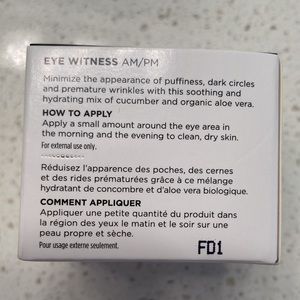 EYE WITNESS AM/PM
Minimize the appearance of puffiness, dark circles
and premature wrinkles with this soothing and
hydrating mix of cucumber and organic aloe vera.
HOW TO APPLY
Apply a small amount around the eye area in
the morning and the evening to clean, dry skin.
For external use only.
Réduisez l'apparence des poches, des cernes
et des rides prématurées grâce à ce mélange
hydratant de concombre et d'aloe vera biologique.
COMMENT APPLIQUER
Appliquer une petite quantité du produit dans
la région des yeux le matin et le soir sur une
peau propre et sèche.
Pour usage externe seulement.
FD1